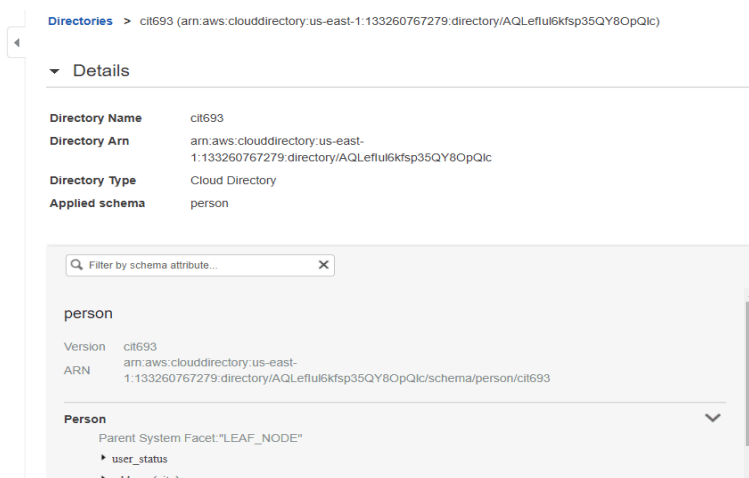 Directories > cit693 (arn:aws:clouddirectory:us-east-1:133260767279:directory/AQLefIul6kfsp35QY8OpQlc)
Details
Directory Name cit693
Directory Arn arn:aws:clouddirectory:us-east-
1:133260767279:directory/AQLefIul6kfsp35QY8OpQlc
Directory Type Cloud Directory
Applied schema person
Filter by schema attribute...
person
Version cit693
ARN arn:aws:clouddirectory:us-east-
1:133260767279:directory/AQLefIul6kfsp35QY8OpQlc/schema/person/cit693
Person
Parent System Facet:"LEAF_NODE"
user_status